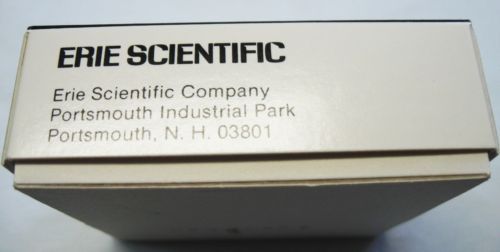 ERIE SCIENTIFIC
Erie Scientific Company
Portsmouth Industrial Park
Portsmouth, N. H. 03801